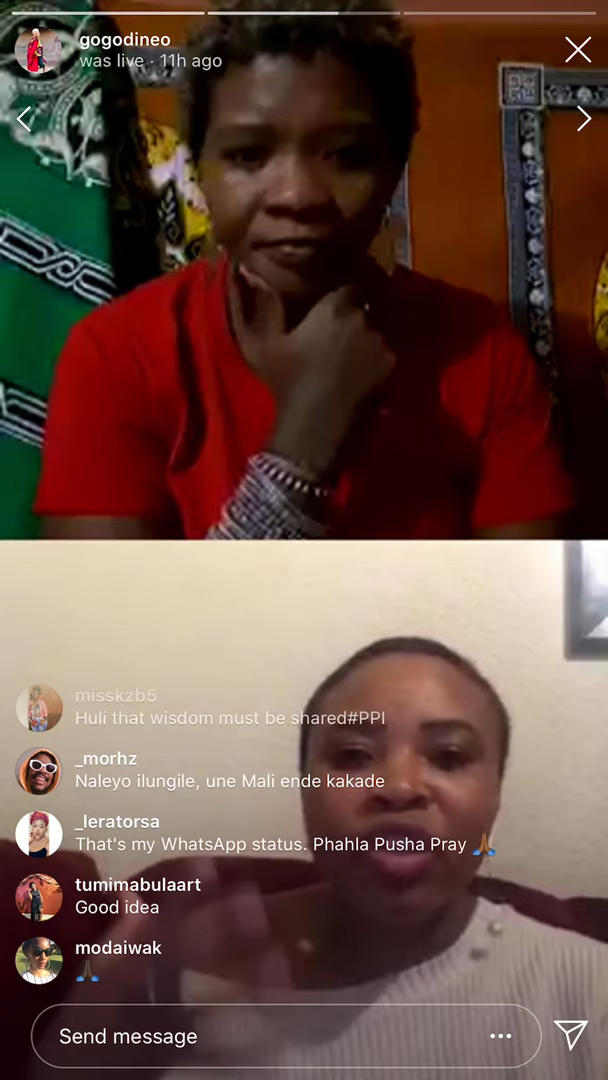 gogodineo
was live · 11h ago
misskzb5
Huli that wisdom must be shared#PPI
_morhz
Naleyo ilungile, une Mali ende kakade
_leratorsa
That's my WhatsApp status. Phahla Pusha Pray 🙏🏾
tumimabulaart
Good idea
modaiwak
🙏🏾
Send message